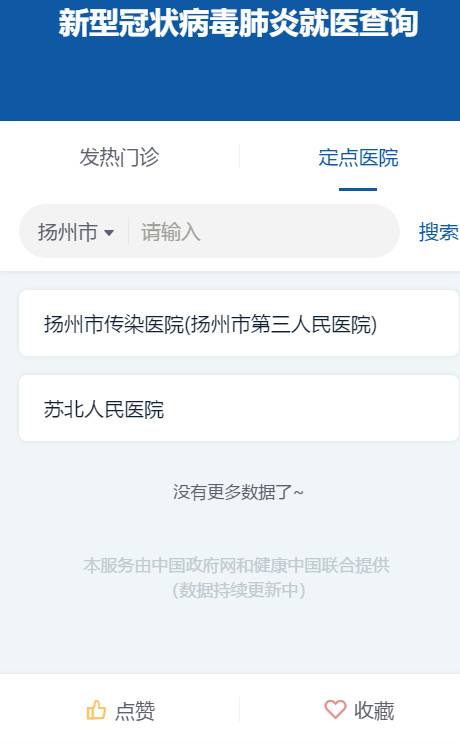 新型冠状病毒肺炎就医查询
发热门诊 定点医院
扬州市 请输入 搜索
扬州市传染医院(扬州市第三人民医院)
苏北人民医院
没有更多数据了~
本服务由中国政府网和健康中国联合提供
(数据持续更新中)
点赞 收藏